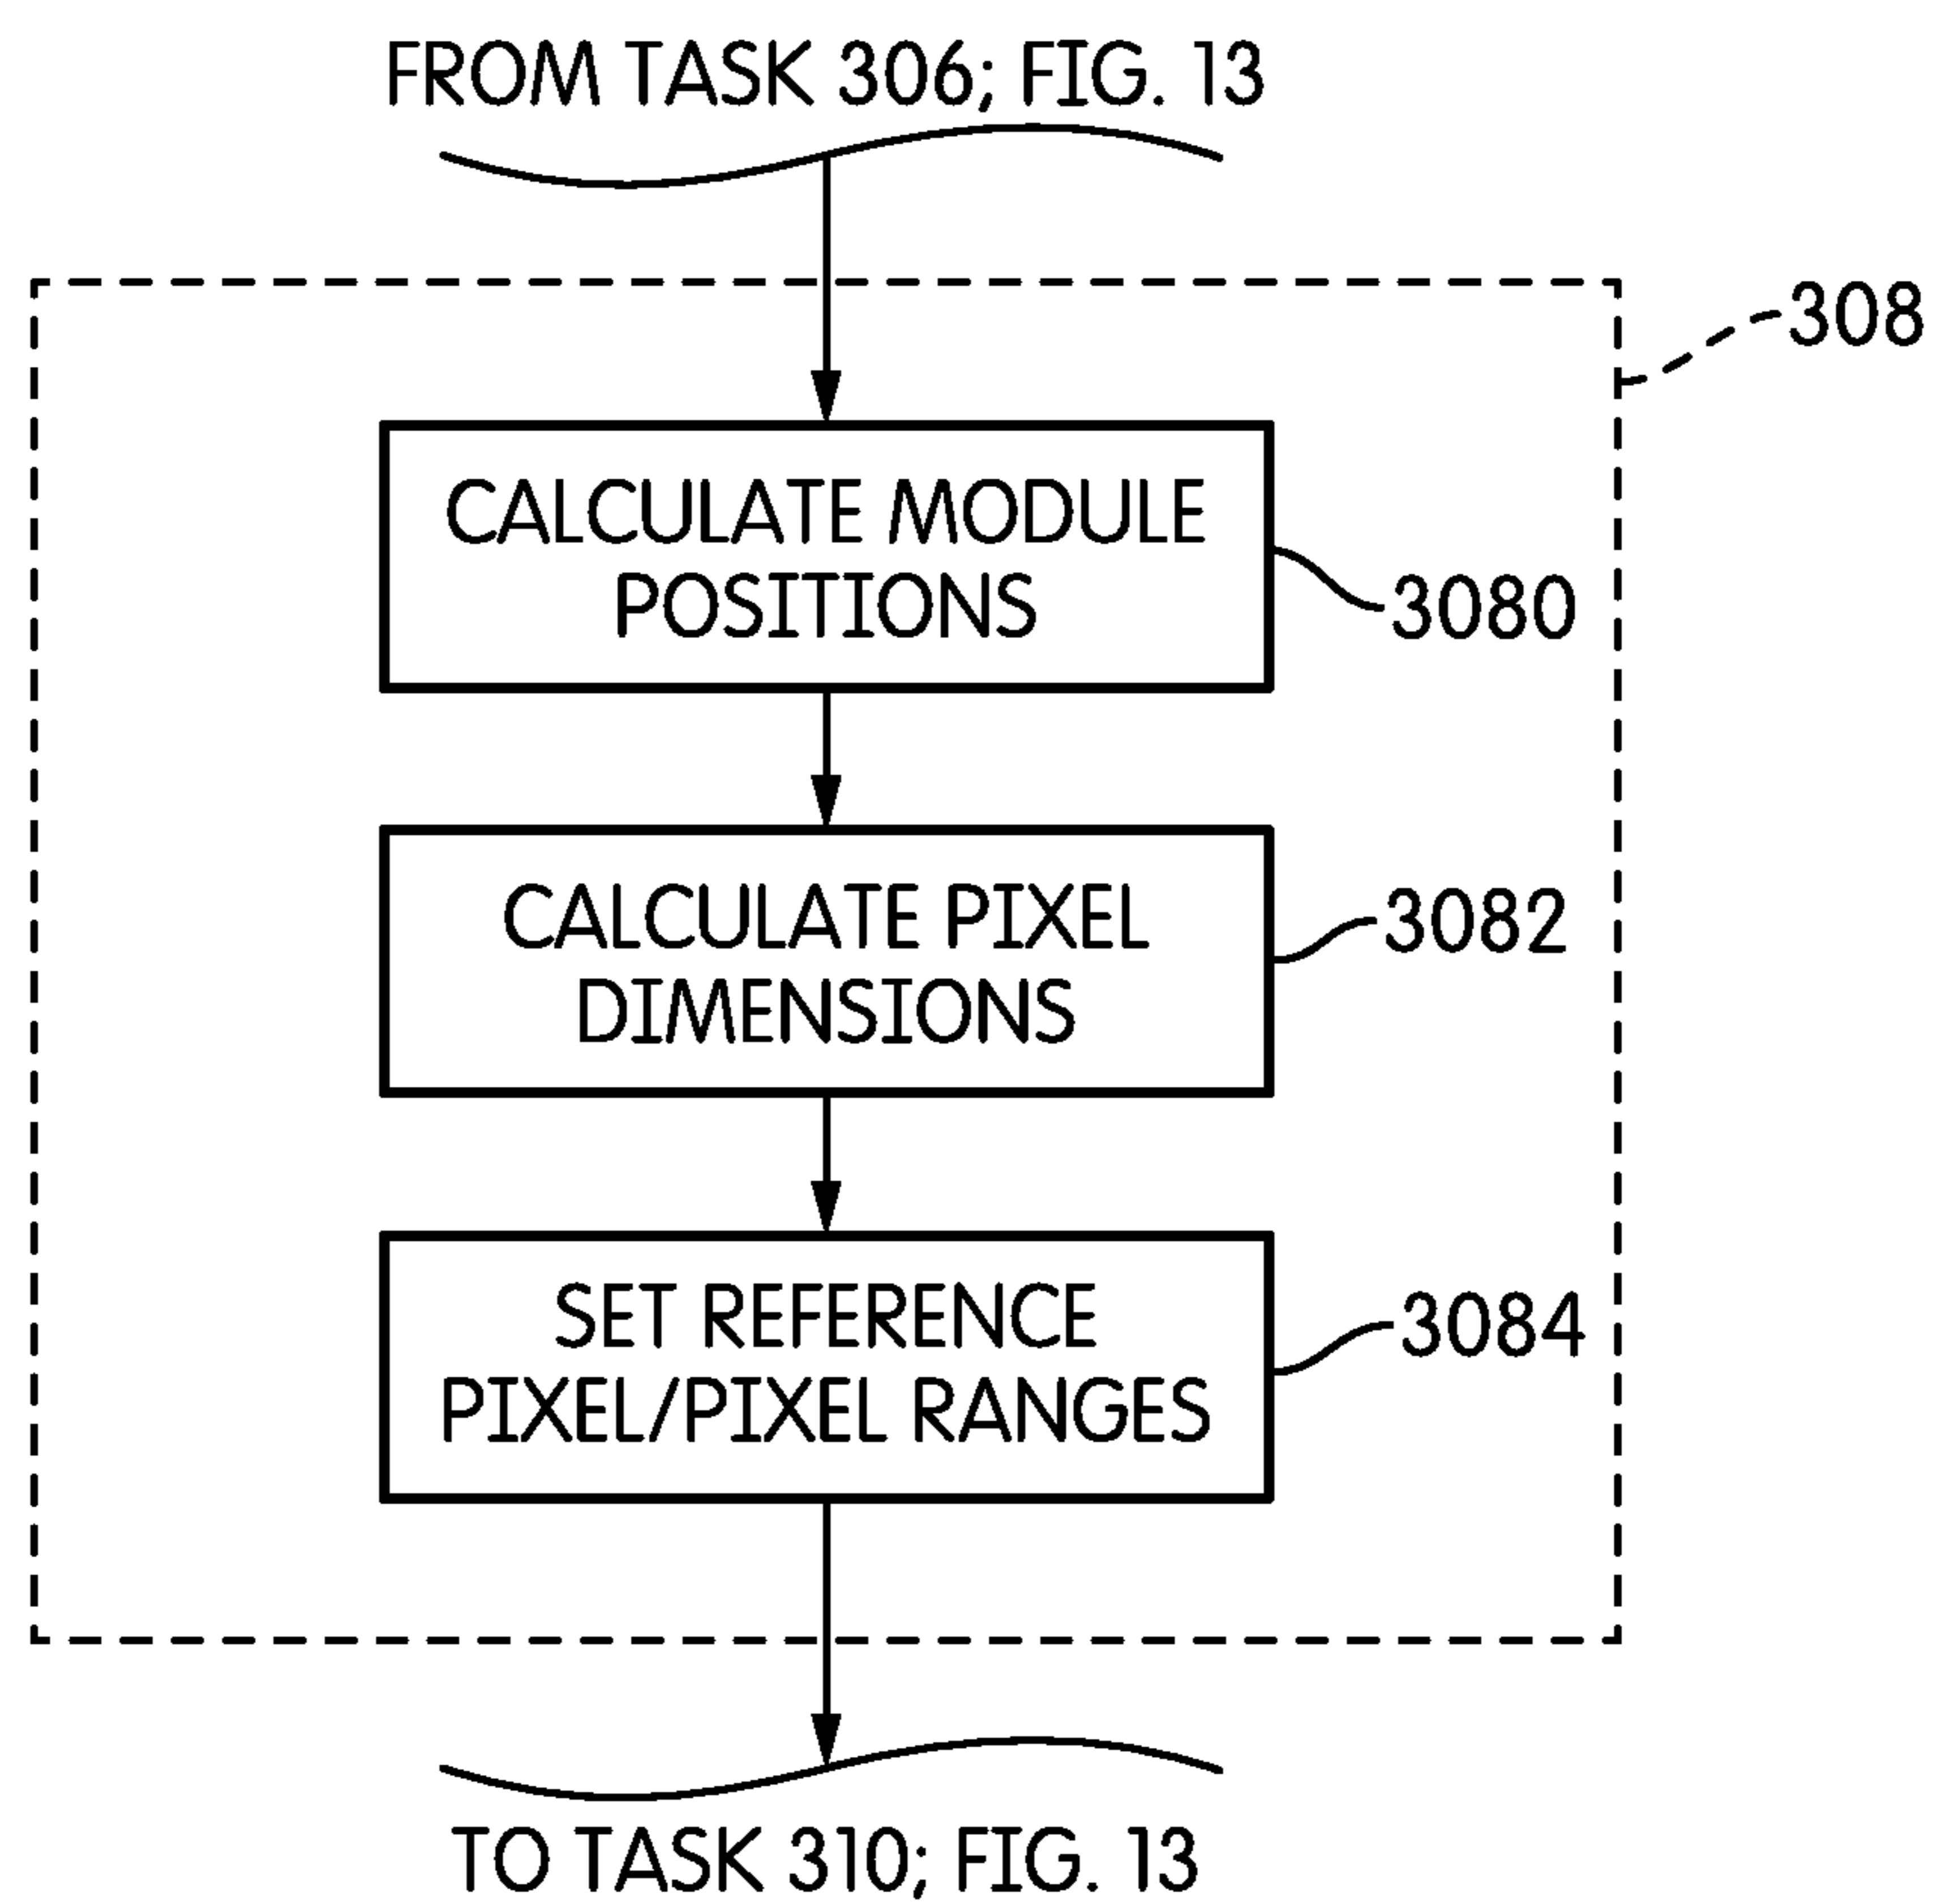 FROM TASK 306; FIG. 13
308
CALCULATE MODULE
POSITIONS
3080
CALCULATE PIXEL
DIMENSIONS
3082
SET REFERENCE
PIXEL/PIXEL RANGES
3084
TO TASK 310; FIG. 13